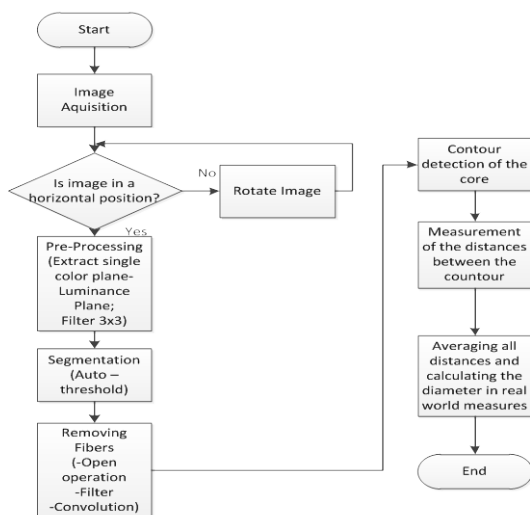 Start
Image
Aquisition
Is image in a
horizontal position?
No
Rotate Image
Yes
Pre-Processing
(Extract single
color plane-
Luminance
Plane;
Filter 3x3)
Segmentation
(Auto –
threshold)
Removing
Fibers
(-Open
operation
-Filter
-Convolution)
Contour
detection of the
core
Measurement
of the distances
between the
countour
Averaging all
distances and
calculating the
diameter in real
world measures
End